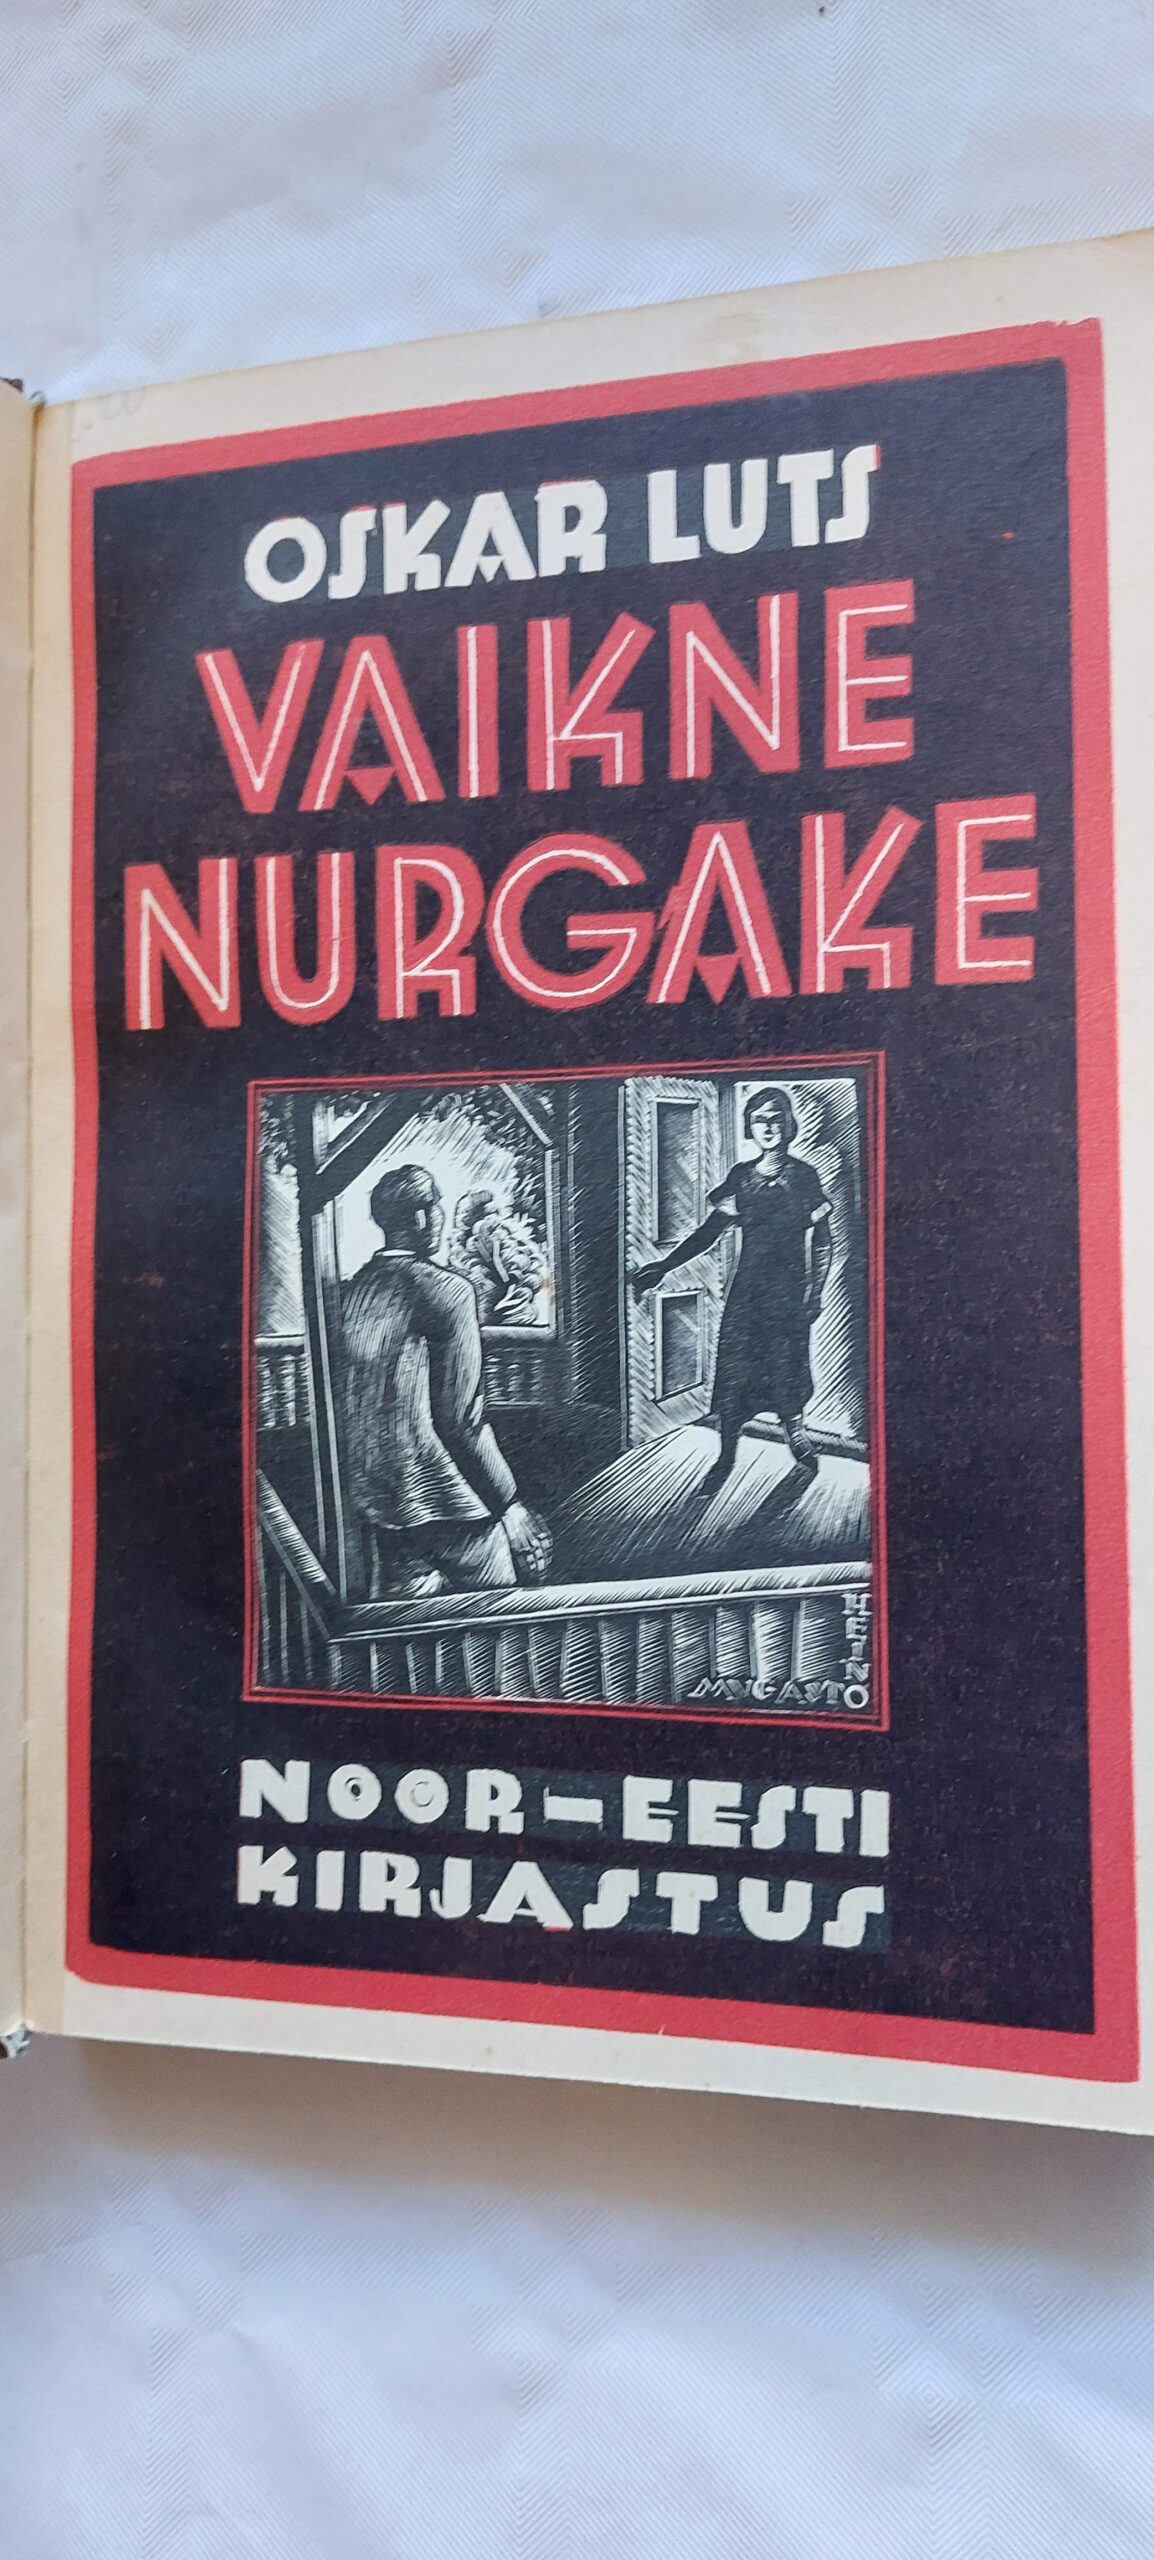 OSKAR LUTS
VAIKNE
NURGAKE
HEINO
MUGASTO
NOOR-EESTI
KIRJASTUS